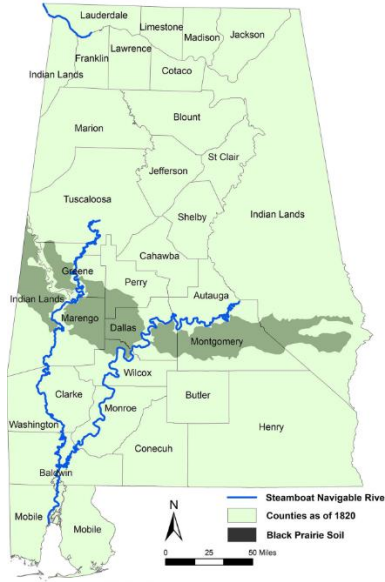 Lauderdale
Limestone
Madison
Jackson
Franklin
Lawrence
Indian Lands
Cotaco
Marion
Blount
St Clair
Jefferson
Tuscaloosa
Shelby
Indian Lands
Cahawba
Greene
Perry
Autauga
Indian Lands
Marengo
Dallas
Montgomery
Wilcox
Clarke
Butler
Monroe
Henry
Washington
Conecuh
Baldwin
Mobile
Mobile
N
Steamboat Navigable Rive
Counties as of 1820
Black Prairie Soil
0 25 50 Miles